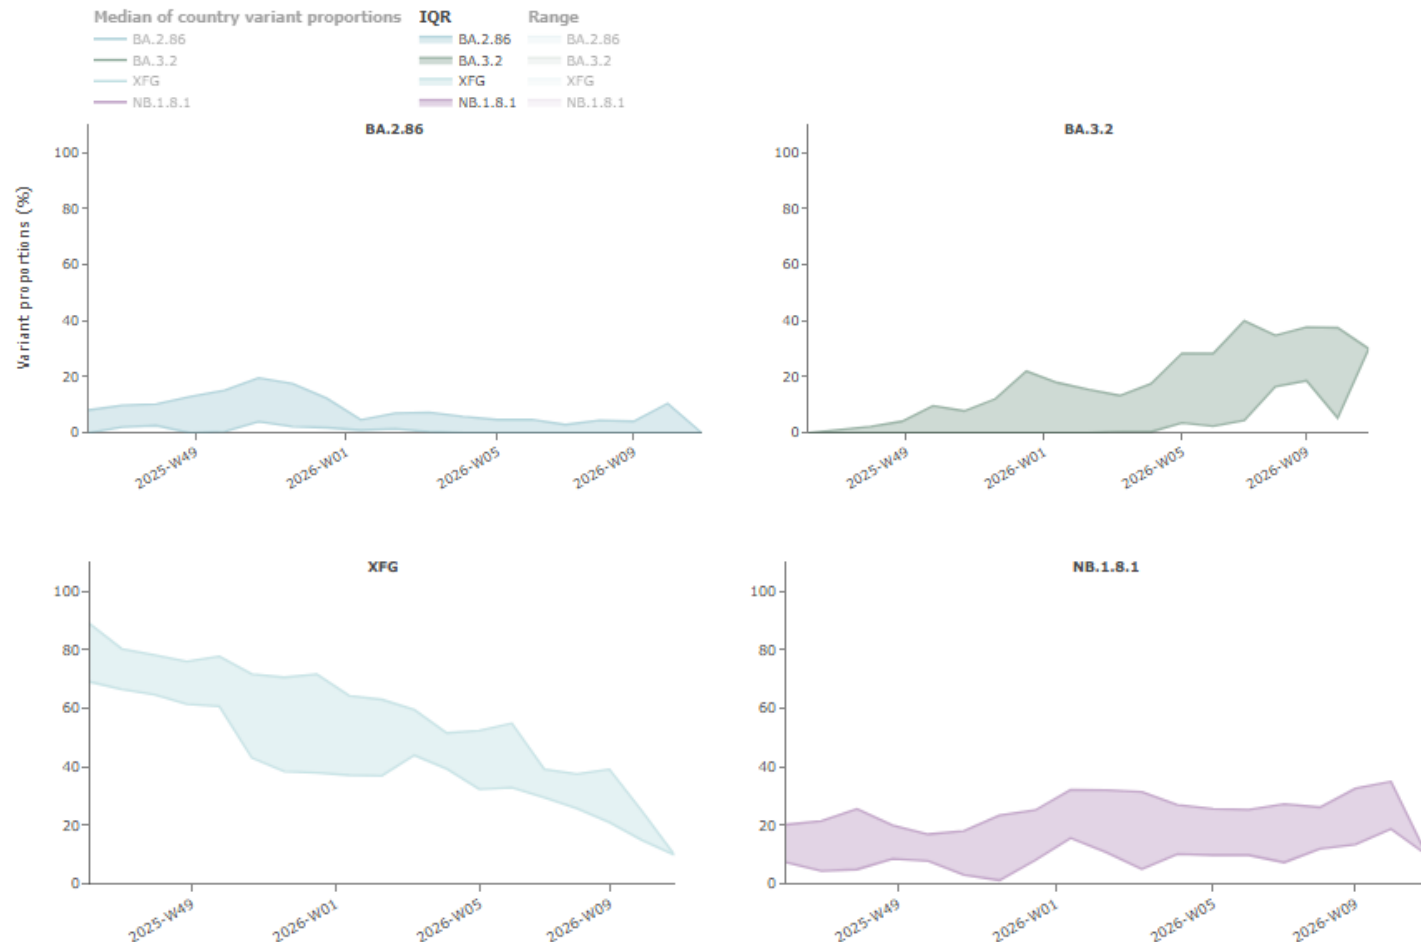 Median of country variant proportions IQR Range
BA.2.86 BA.2.86 BA.2.86
BA.3.2 BA.3.2 BA.3.2
XFG XFG XFG
NB.1.8.1 NB.1.8.1 NB.1.8.1
BA.2.86
Variant proportions (%)
100
80
60
40
20
0
2025-W49 2026-W01 2026-W05 2026-W09
BA.3.2
100
80
60
40
20
0
2025-W49 2026-W01 2026-W05 2026-W09
XFG
100
80
60
40
20
0
2025-W49 2026-W01 2026-W05 2026-W09
NB.1.8.1
100
80
60
40
20
0
2025-W49 2026-W01 2026-W05 2026-W09